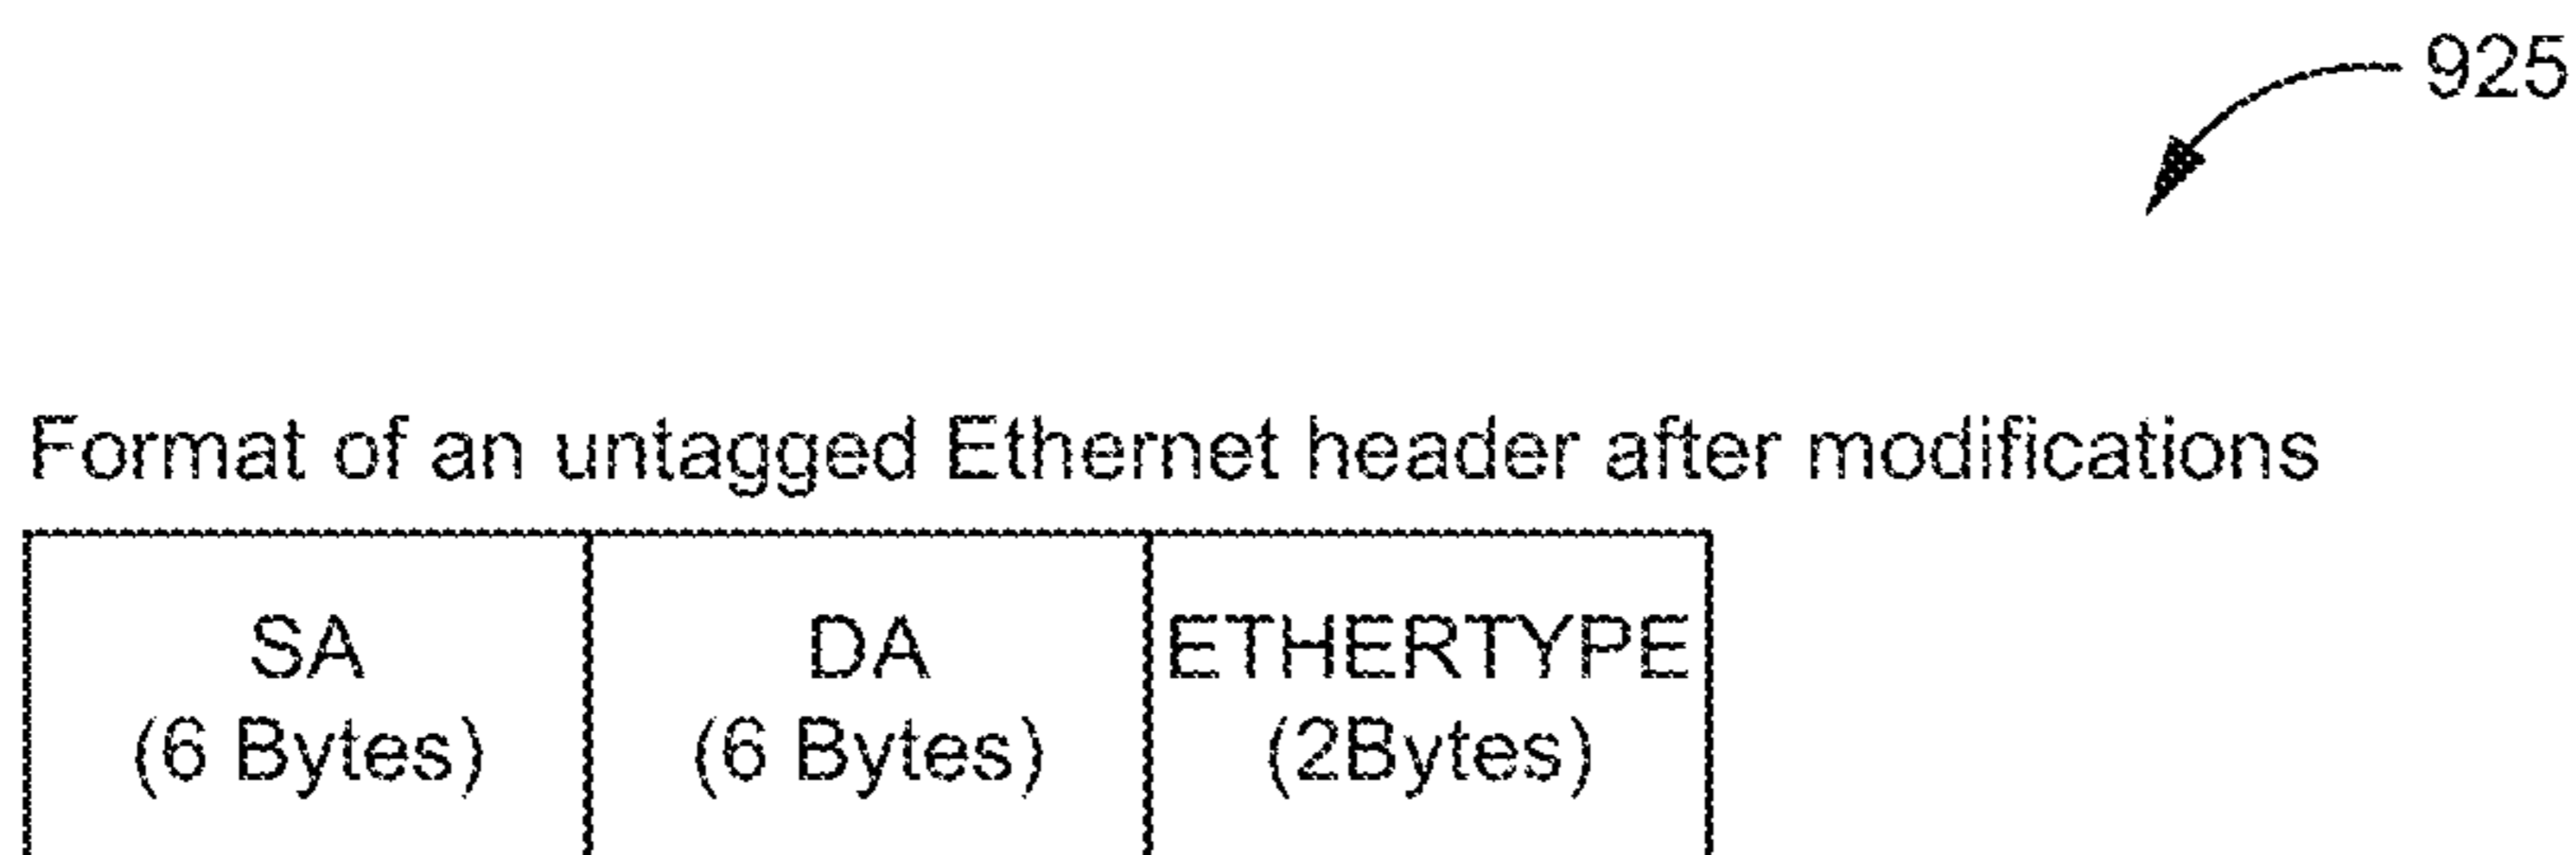 925
Format of an untagged Ethernet header after modifications
SA DA ETHERTYPE
(6 Bytes) (6 Bytes) (2Bytes)